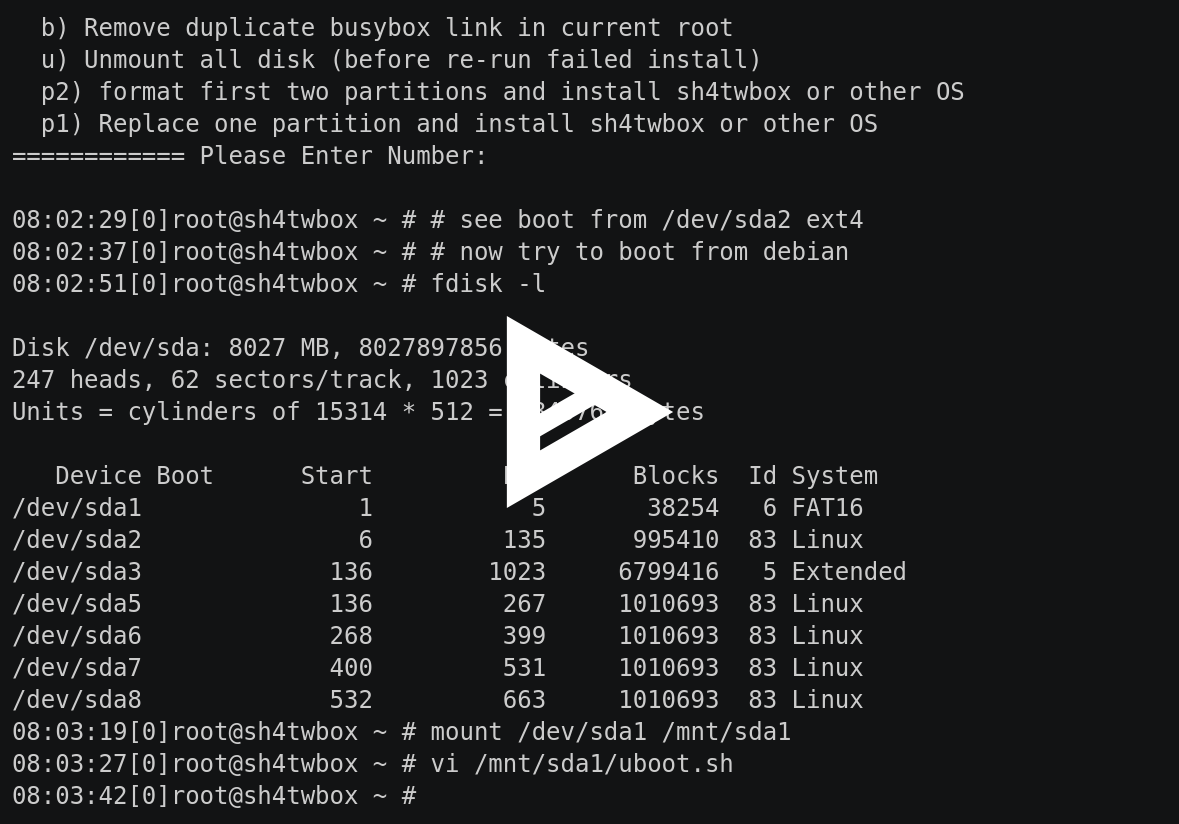 b) Remove duplicate busybox link in current root
u) Unmount all disk (before re-run failed install)
p2) format first two partitions and install sh4twbox or other OS
p1) Replace one partition and install sh4twbox or other OS
============ Please Enter Number:
08:02:29[0]root@sh4twbox ~ # # see boot from /dev/sda2 ext4
08:02:37[0]root@sh4twbox ~ # # now try to boot from debian
08:02:51[0]root@sh4twbox ~ # fdisk -l
Disk /dev/sda: 8027 MB, 8027897856
247 heads, 62 sectors/track, 1023
Units = cylinders of 15314 * 512 =
Device Boot Start Blocks Id System
/dev/sda1 1 5 38254 6 FAT16
/dev/sda2 6 135 995410 83 Linux
/dev/sda3 136 1023 6799416 5 Extended
/dev/sda5 136 267 1010693 83 Linux
/dev/sda6 268 399 1010693 83 Linux
/dev/sda7 400 531 1010693 83 Linux
/dev/sda8 532 663 1010693 83 Linux
08:03:19[0]root@sh4twbox ~ # mount /dev/sda1 /mnt/sda1
08:03:27[0]root@sh4twbox ~ # vi /mnt/sda1/uboot.sh
08:03:42[0]root@sh4twbox ~ #